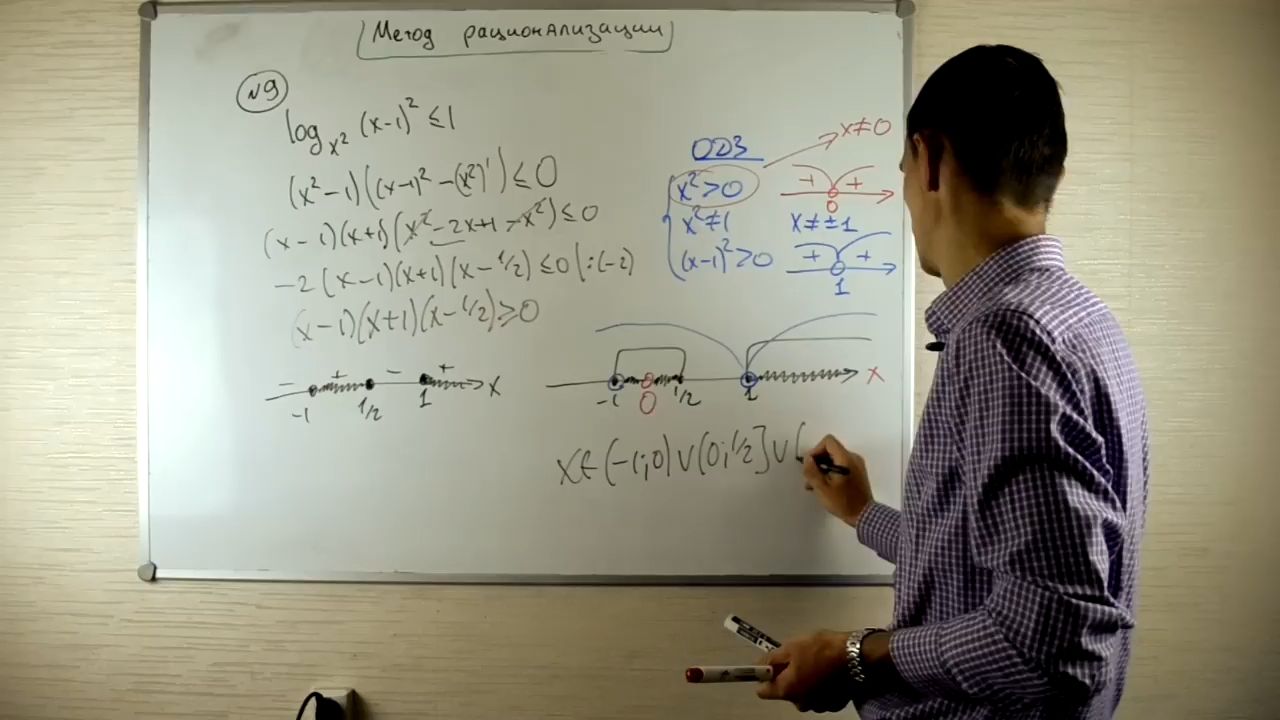 Метод рационализации
№9
log_{x²} (x-1)² ≤ 1
(x² - 1)((x-1)² - (x²)¹) ≤ 0
(x - 1)(x+1)(x² - 2x+1 - x²) ≤ 0
-2(x-1)(x+1)(x - 1/2) ≤ 0 |:(-2)
(x-1)(x+1)(x-1/2) ≥ 0
- + - + x
-1 1/2 1
ОДЗ
x² > 0
x ≠ 0
+ +
0
x² ≠ 1
x ≠ ± 1
(x-1)² > 0
+ +
1
x
-1 0 1/2 1
x ∈ (-1; 0) ∪ (0; 1/2] ∪ (